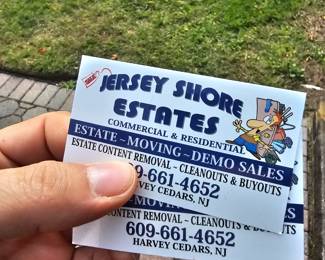 JERSEY SHORE
ESTATES
COMMERCIAL & RESIDENTIAL
ESTATE ~ MOVING ~ DEMO SALES
ESTATE CONTENT REMOVAL ~ CLEANOUTS & BUYOUTS
609-661-4652
HARVEY CEDARS, NJ
CONTENT REMOVAL ~ CLEANOUTS & BUYOUTS
609-661-4652
HARVEY CEDARS, NJ